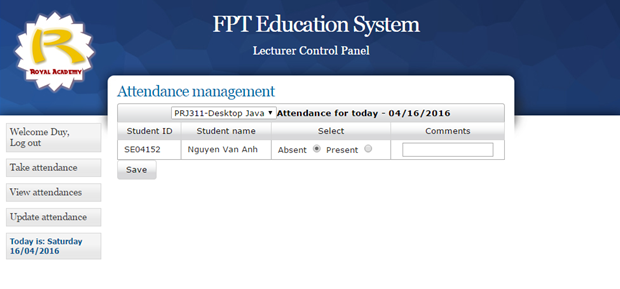 FPT Education System
Lecturer Control Panel
R
ROYAL ACADEMY
Welcome Duy,
Log out
Take attendance
View attendances
Update attendance
Today is: Saturday
16/04/2016
Attendance management
PRJ311-Desktop Java Attendance for today - 04/16/2016
Student ID Student name Select Comments
SE04152 Nguyen Van Anh Absent Present
Save